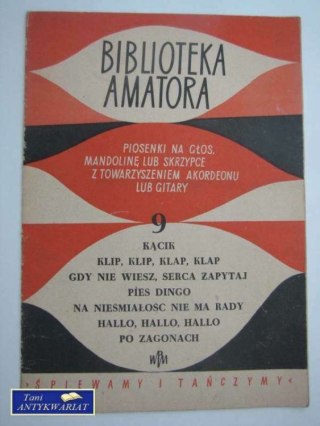 BIBLIOTEKA
AMATORA
PIOSENKI NA GŁOS,
MANDOLINĘ LUB SKRZYPCE
Z TOWARZYSZENIEM AKORDEONU
LUB GITARY
9
KĄCIK
KLIP, KLIP, KLAP, KLAP
GDY NIE WIESZ, SERCA ZAPYTAJ
PIES DINGO
NA NIEŚMIAŁOSC NIE MA RADY
HALLO, HALLO, HALLO
PO ZAGONACH
PWM
»ŚPIEWAMY I TAŃCZYMY«
Tani
ANTYKWARIAT